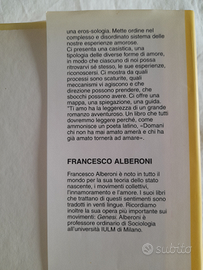 una eros-sologia. Mette ordine nel
complesso e disordinato sistema delle
nostre esperienze amorose.
Ci presenta una casistica, una
tipologia delle diverse forme di amore,
in modo che ciascuno di noi possa
ritrovarvi sé stesso, le sue esperienze,
riconoscersi. Ci mostra da quali
processi sono scaturite, quali
meccanismi vi agiscono e che
direzione possono prendere, che
sbocchi possono avere. Ci offre una
mappa, una spiegazione, una guida.
"Ti amo ha la leggerezza di un grande
romanzo avventuroso. Un libro che tutti
dovremmo leggere perché, come
ammonisce un poeta latino, «Domani
chi non ha mai amato amerà e chi ha
già amato tornerà ad amare»
FRANCESCO ALBERONI
Francesco Alberoni è noto in tutto il
mondo per la sua teoria dello stato
nascente, i movimenti collettivi,
l'innamoramento e l'amore. I suoi libri
che trattano di questi sentimenti sono
tradotti in venti lingue. Ricordiamo
inoltre la sua opera più importante sui
movimenti: Genesi. Alberoni è
professore ordinario di Sociologia
all'università IULM di Milano.
subito